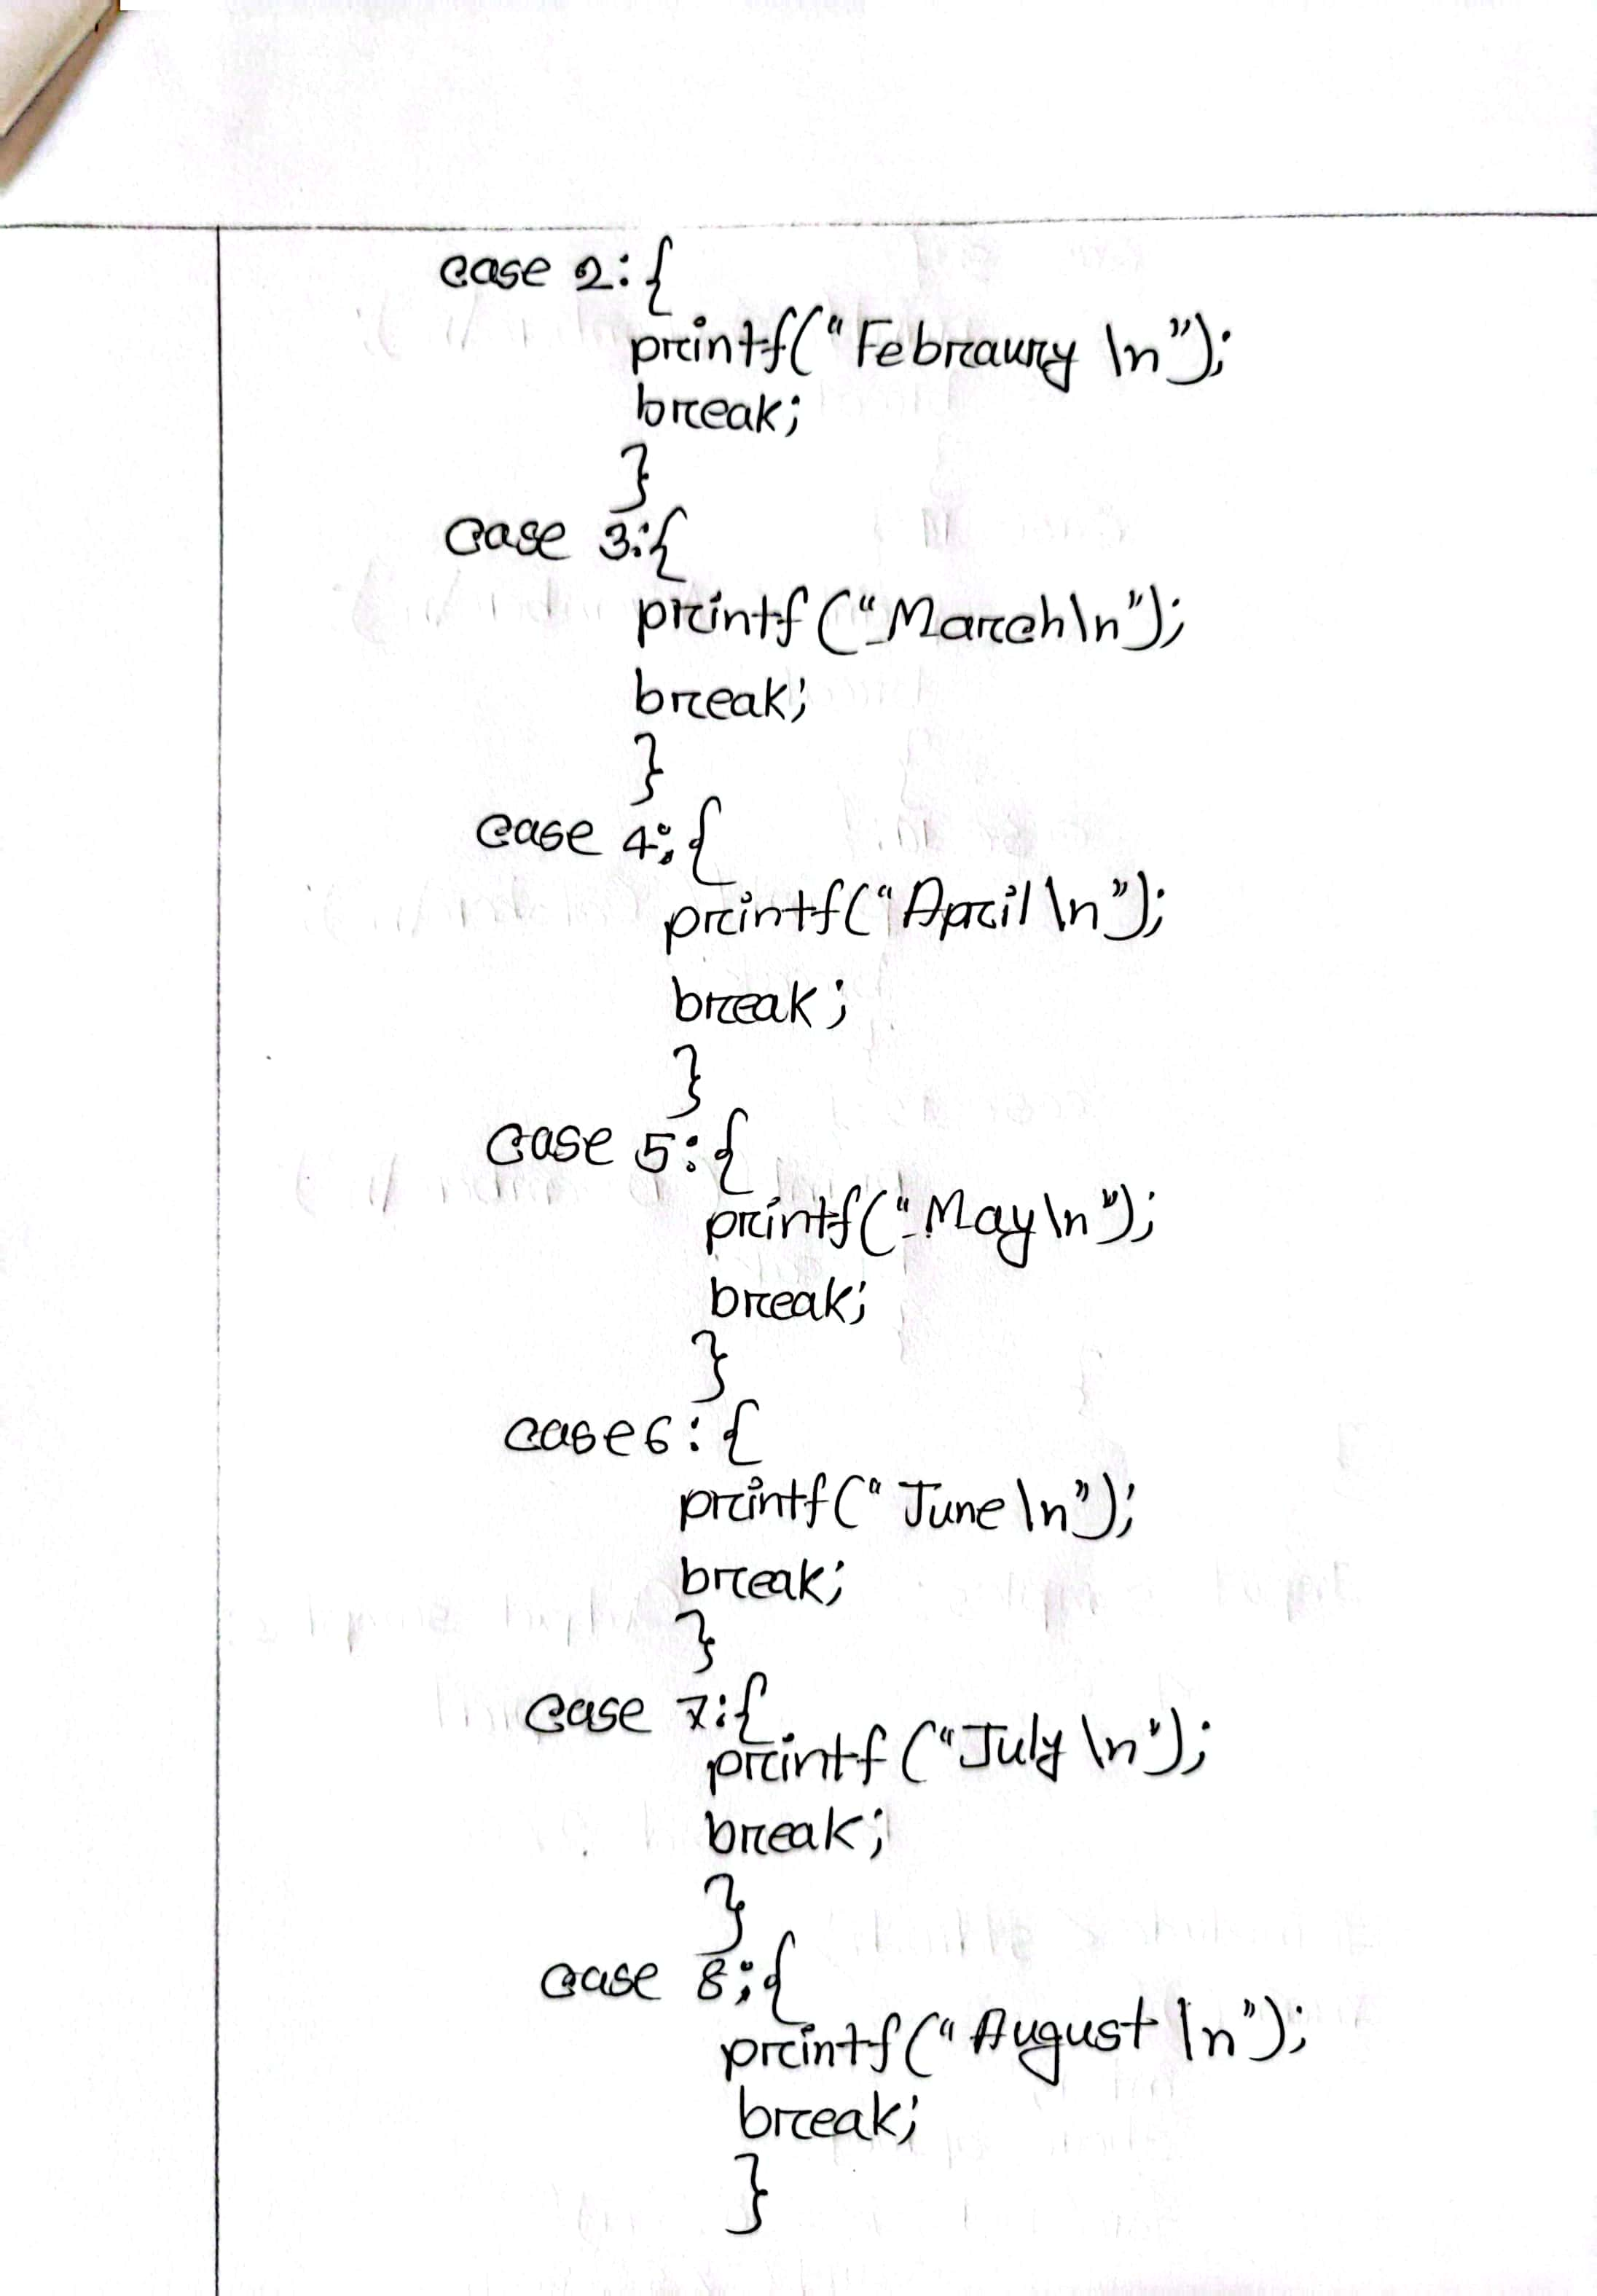 case 2:{
printf("Febraury \n");
break;
}
case 3:{
printf("March\n");
break;
}
case 4:{
printf("April \n");
break;
}
case 5:{
printf("May\n");
break;
}
case6:{
printf(" June \n");
break;
}
case 7:{
printf("July \n");
break;
}
case 8;{
printf("August \n");
break;
}